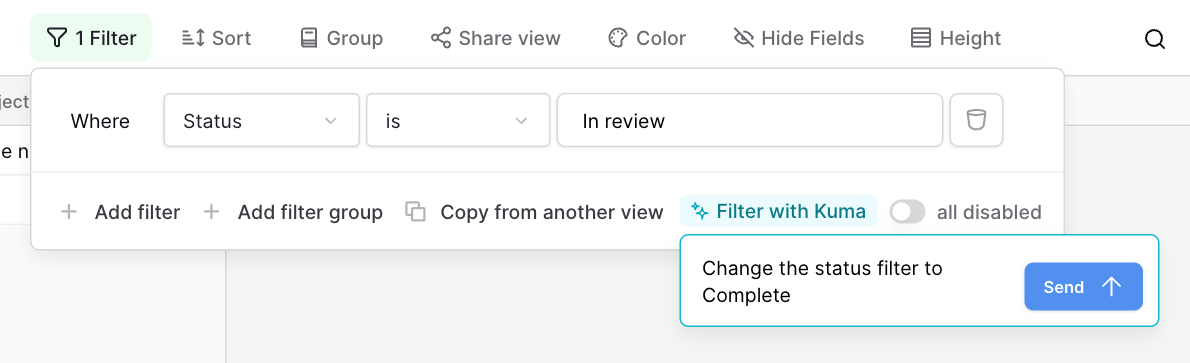 1 Filter Sort Group Share view Color Hide Fields Height
ject
Where Status is In review
e n
Add filter Add filter group Copy from another view Filter with Kuma all disabled
Change the status filter to
Complete
Send